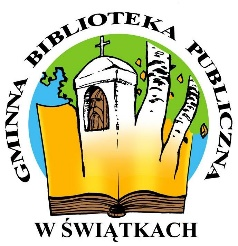 GMINNA BIBLIOTEKA PUBLICZNA
W ŚWIĄTKACH